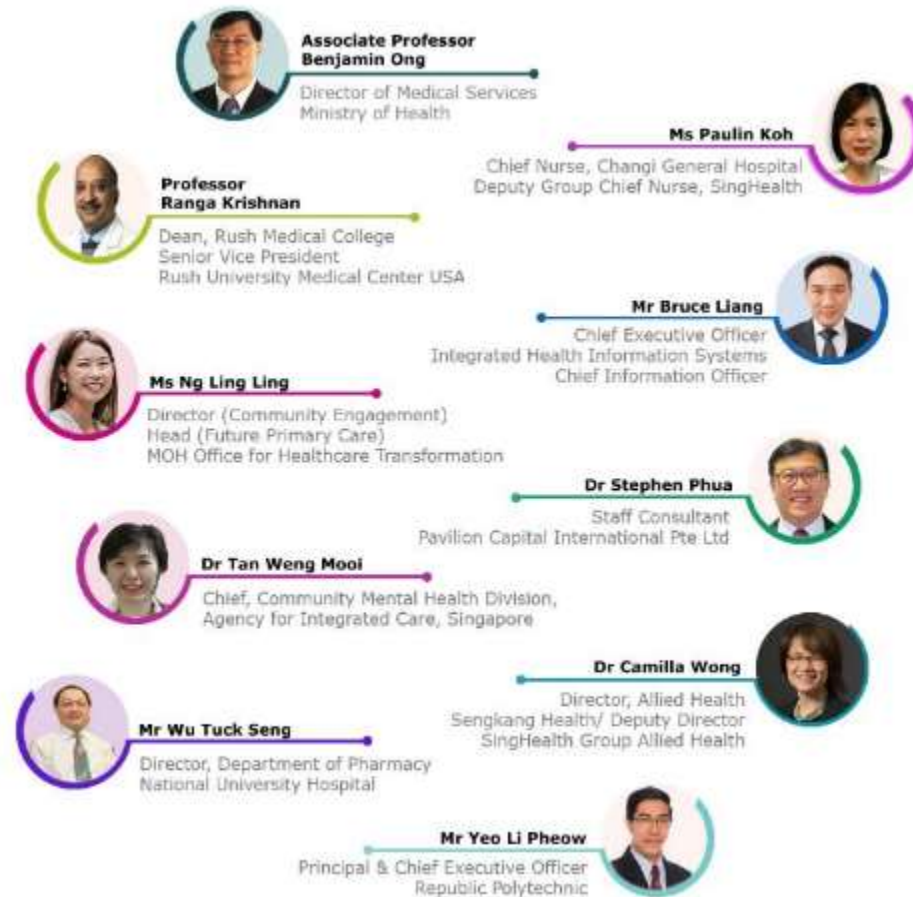 Associate Professor
Benjamin Ong
Director of Medical Services
Ministry of Health
Ms Paulin Koh
Chief Nurse, Changi General Hospital
Deputy Group Chief Nurse, SingHealth
Professor
Ranga Krishnan
Dean, Rush Medical College
Senior Vice President
Rush University Medical Center USA
Mr Bruce Liang
Chief Executive Officer
Integrated Health Information Systems
Chief Information Officer
Ms Ng Ling Ling
Director (Community Engagement)
Head (Future Primary Care)
MOH Office for Healthcare Transformation
Dr Stephen Phua
Staff Consultant
Pavilion Capital International Pte Ltd
Dr Tan Weng Mooi
Chief, Community Mental Health Division,
Agency for Integrated Care, Singapore
Dr Camilla Wong
Director, Allied Health
Sengkang Health/ Deputy Director
SingHealth Group Allied Health
Mr Wu Tuck Seng
Director, Department of Pharmacy
National University Hospital
Mr Yeo Li Pheow
Principal & Chief Executive Officer
Republic Polytechnic